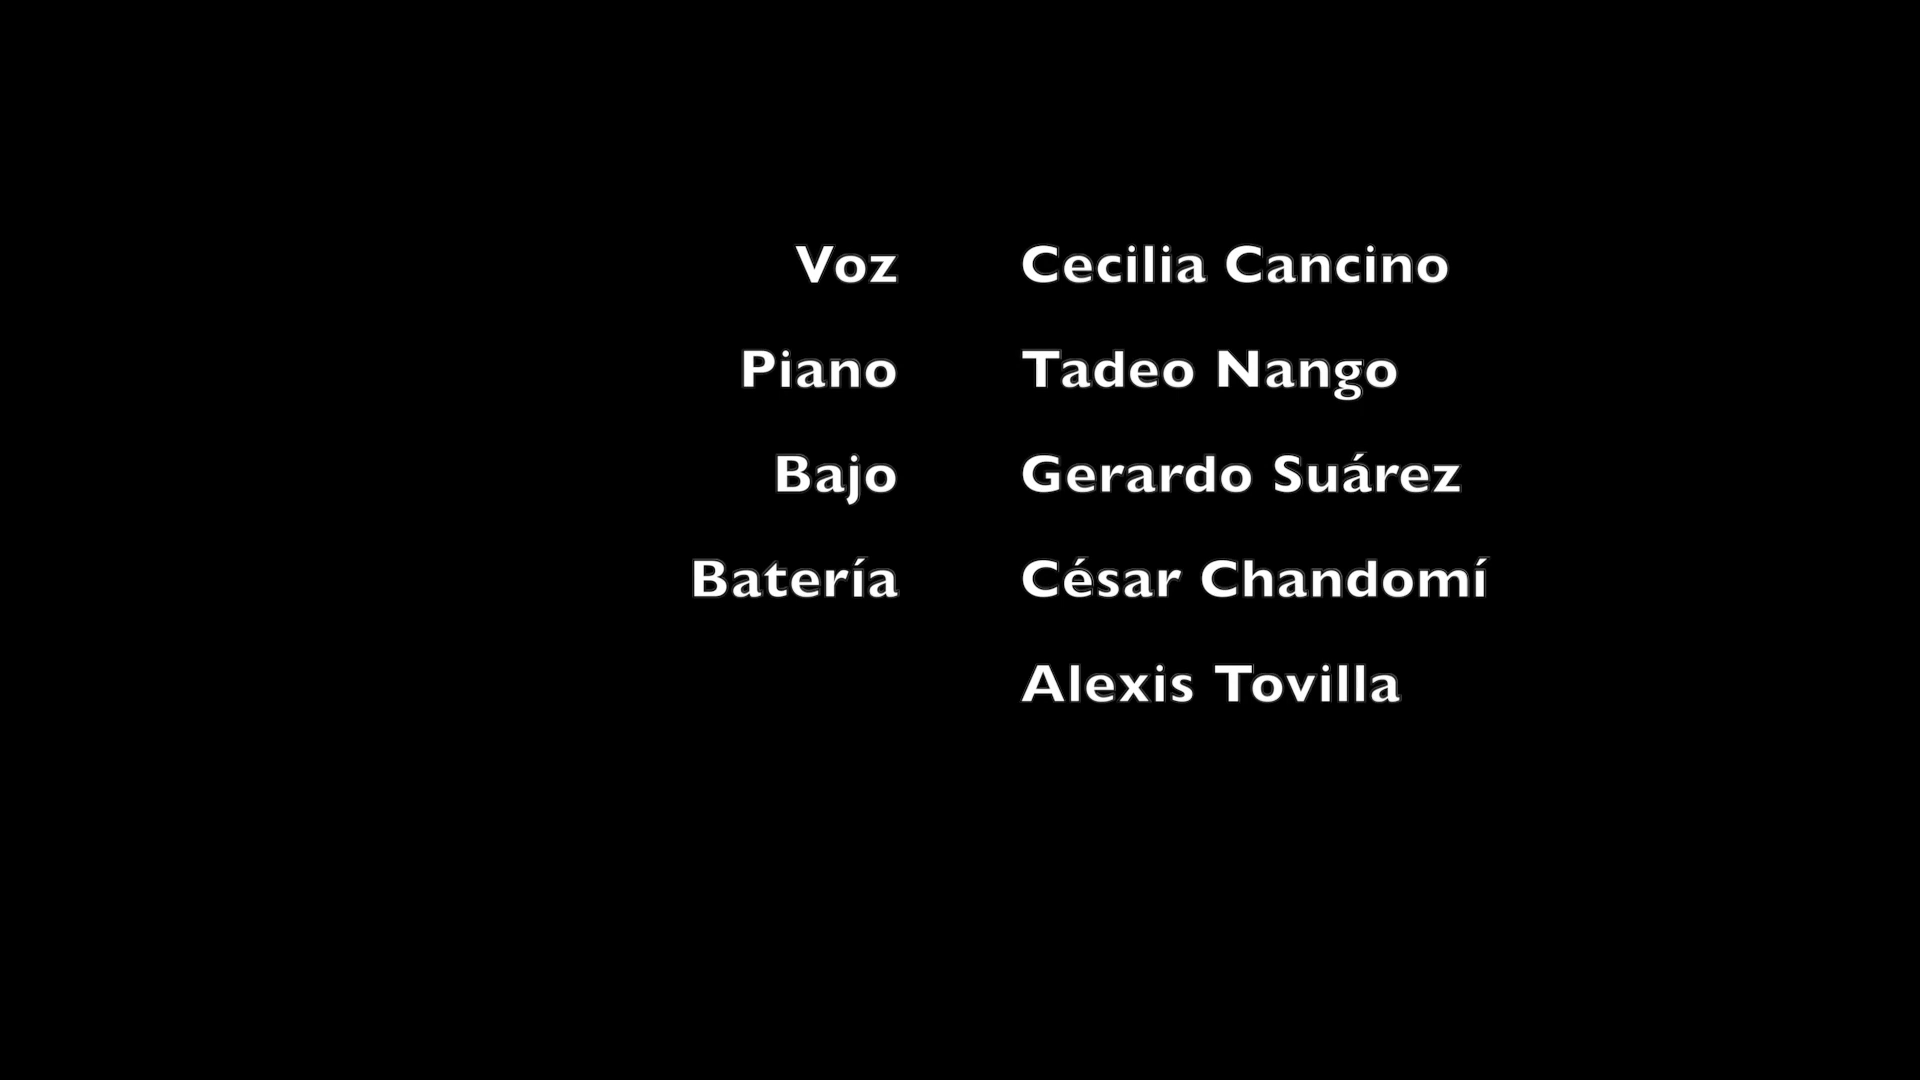 Voz Cecilia Cancino
Piano Tadeo Nango
Bajo Gerardo Suárez
Batería César Chandomí
Alexis Tovilla